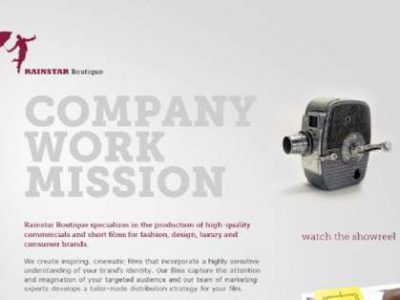 RAINSTAR Boutique
COMPANY
WORK
MISSION
Rainstar Boutique specializes in the production of high-quality
commercials and short films for fashion, design, luxury and
consumer brands.
watch the showreel
We create inspiring, cinematic films that incorporate a highly sensitive
understanding of your brand's identity. Our films capture the attention
and imagination of your targeted audience and our team of marketing
experts develops a tailor-made distribution strategy for your film.